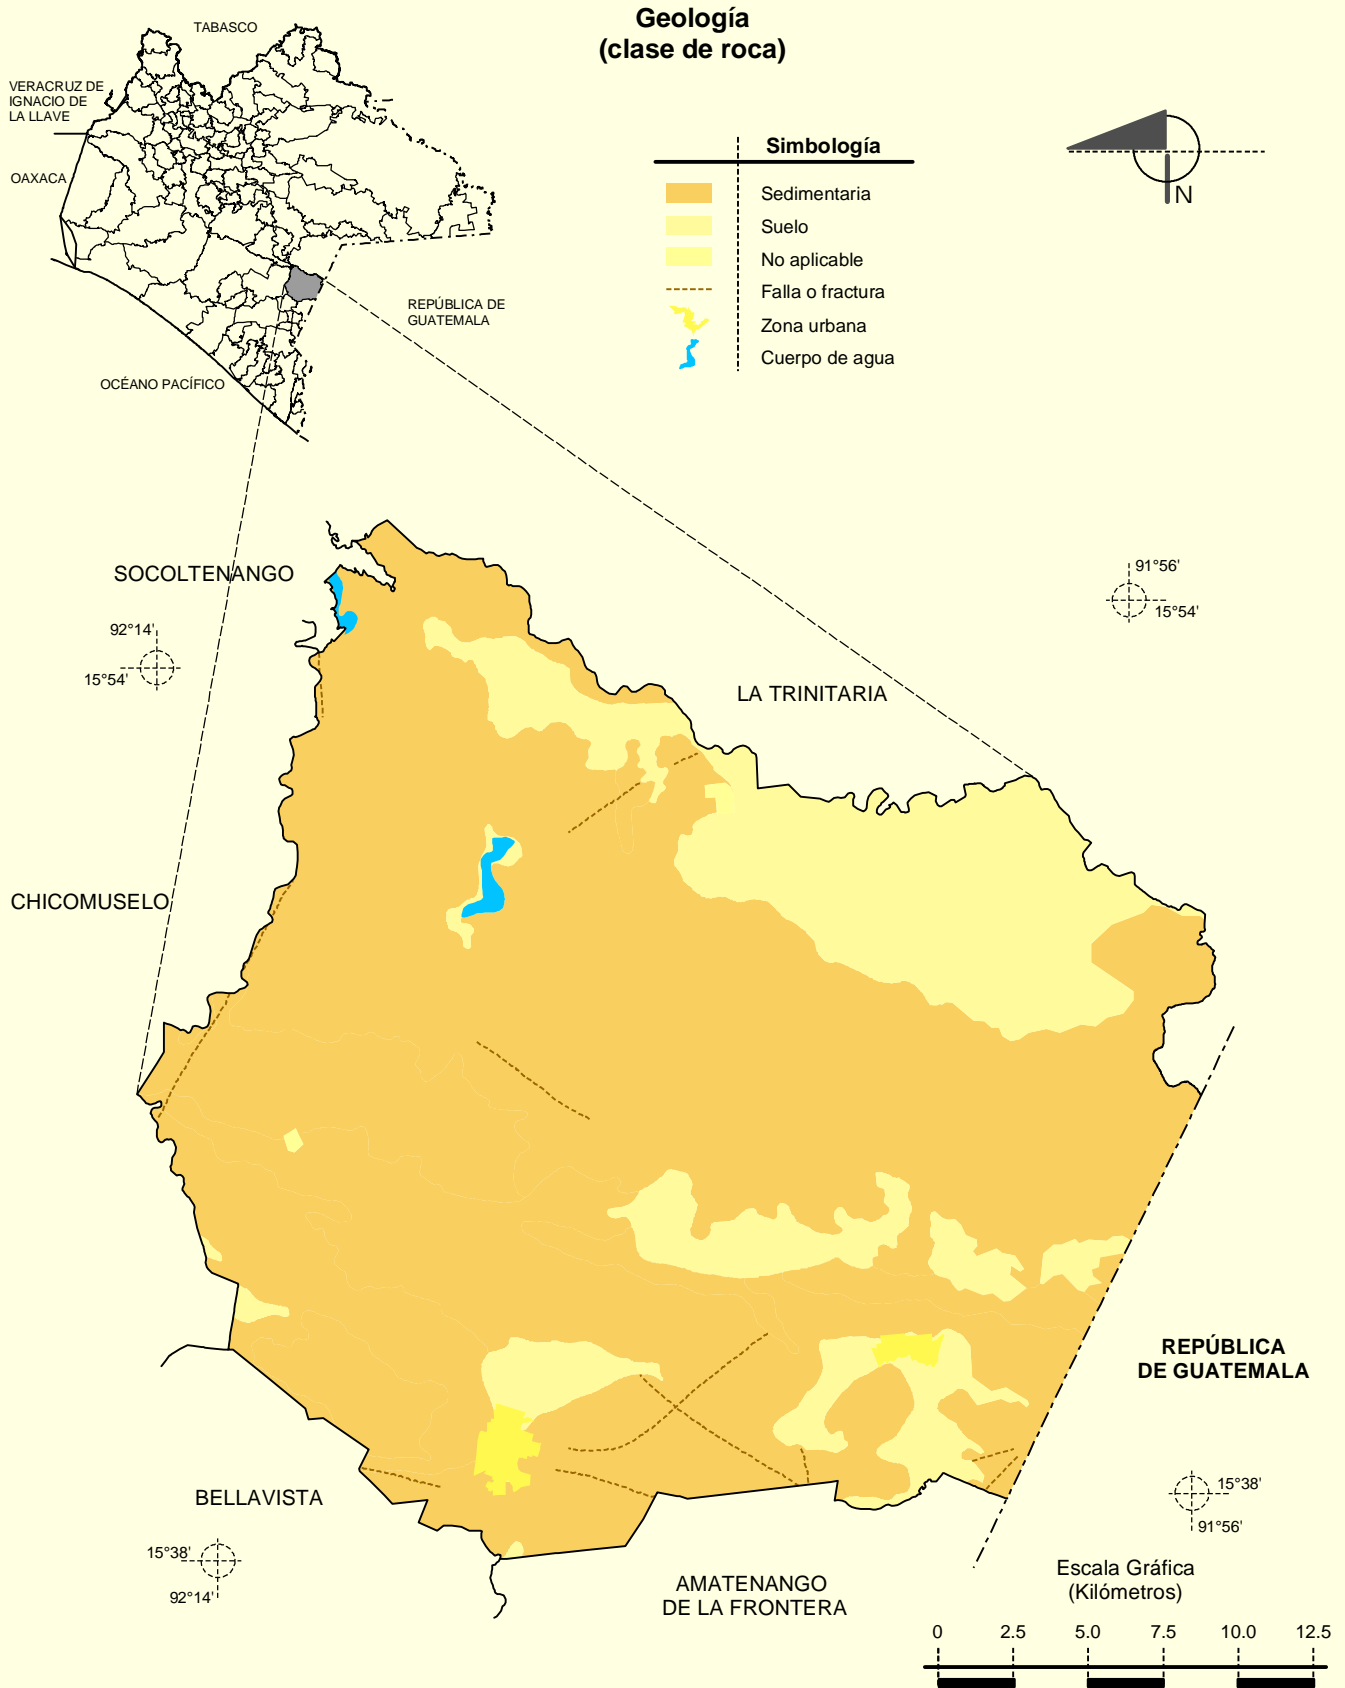 Geología
(clase de roca)
TABASCO
VERACRUZ DE
IGNACIO DE
LA LLAVE
OAXACA
REPÚBLICA DE
GUATEMALA
OCÉANO PACÍFICO
Simbología
Sedimentaria
Suelo
No aplicable
Falla o fractura
Zona urbana
Cuerpo de agua
N
SOCOLTENANGO
92°14'
15°54'
91°56'
15°54'
LA TRINITARIA
CHICOMUSELO
REPÚBLICA
DE GUATEMALA
BELLAVISTA
15°38'
92°14'
15°38'
91°56'
AMATENANGO
DE LA FRONTERA
Escala Gráfica
(Kilómetros)
0 2.5 5.0 7.5 10.0 12.5